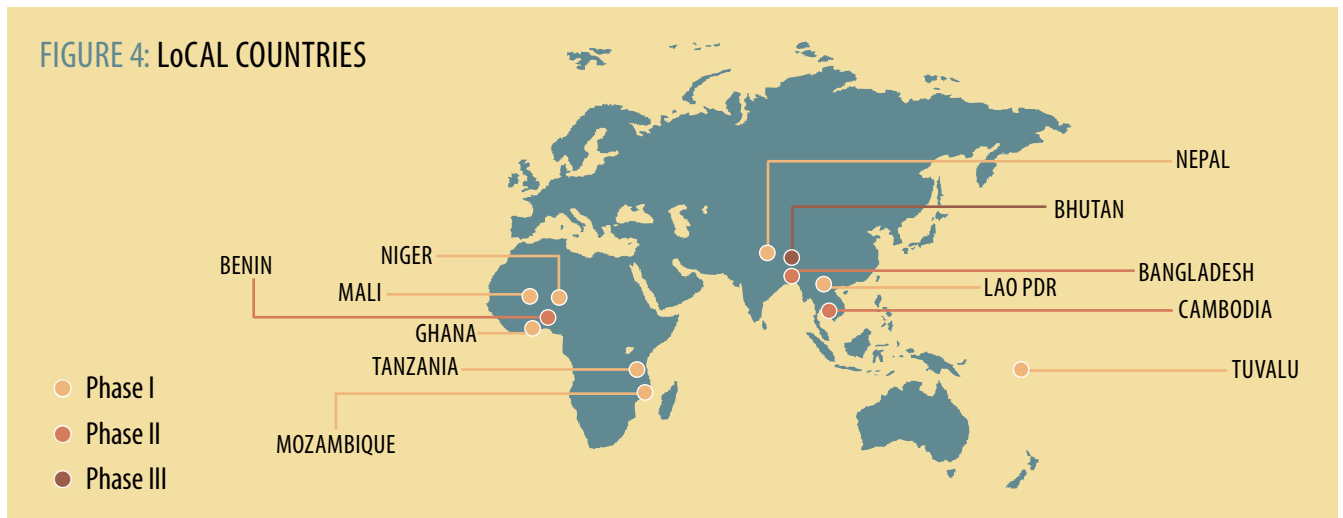 FIGURE 4: LoCAL COUNTRIES
NEPAL
BHUTAN
NIGER
BENIN
BANGLADESH
MALI
LAO PDR
CAMBODIA
GHANA
TANZANIA
TUVALU
Phase I
Phase II
MOZAMBIQUE
Phase III